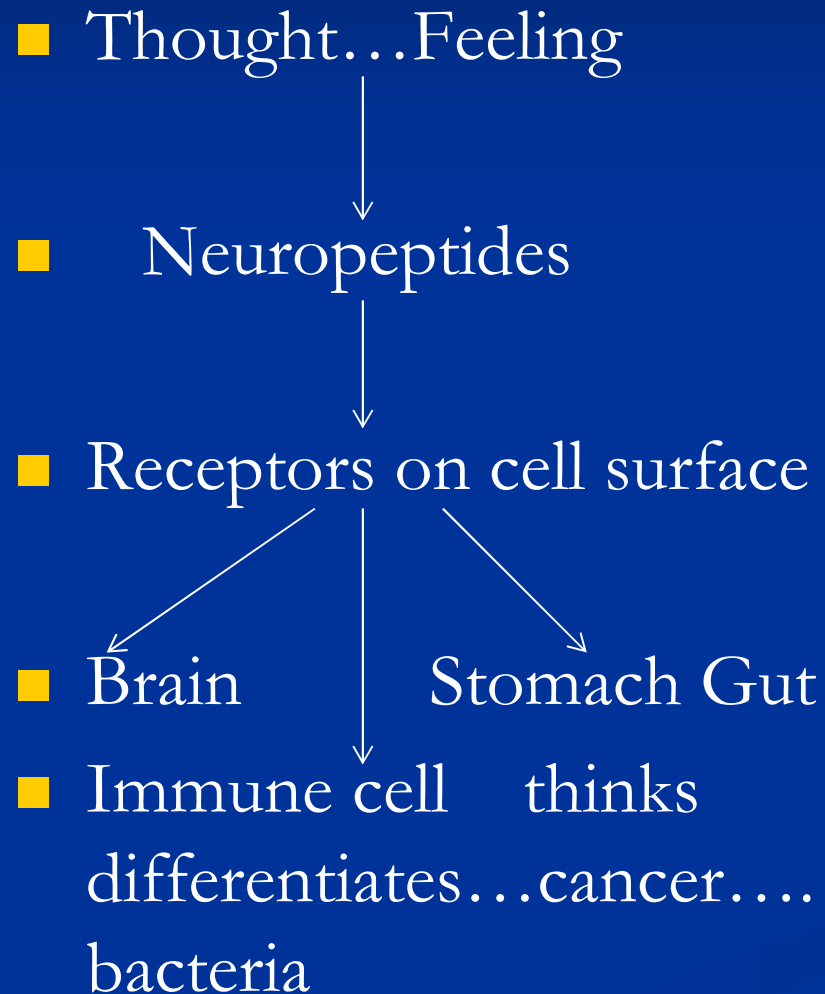 Thought…Feeling
Neuropeptides
Receptors on cell surface
Brain Stomach Gut
Immune cell thinks
differentiates…cancer….
bacteria